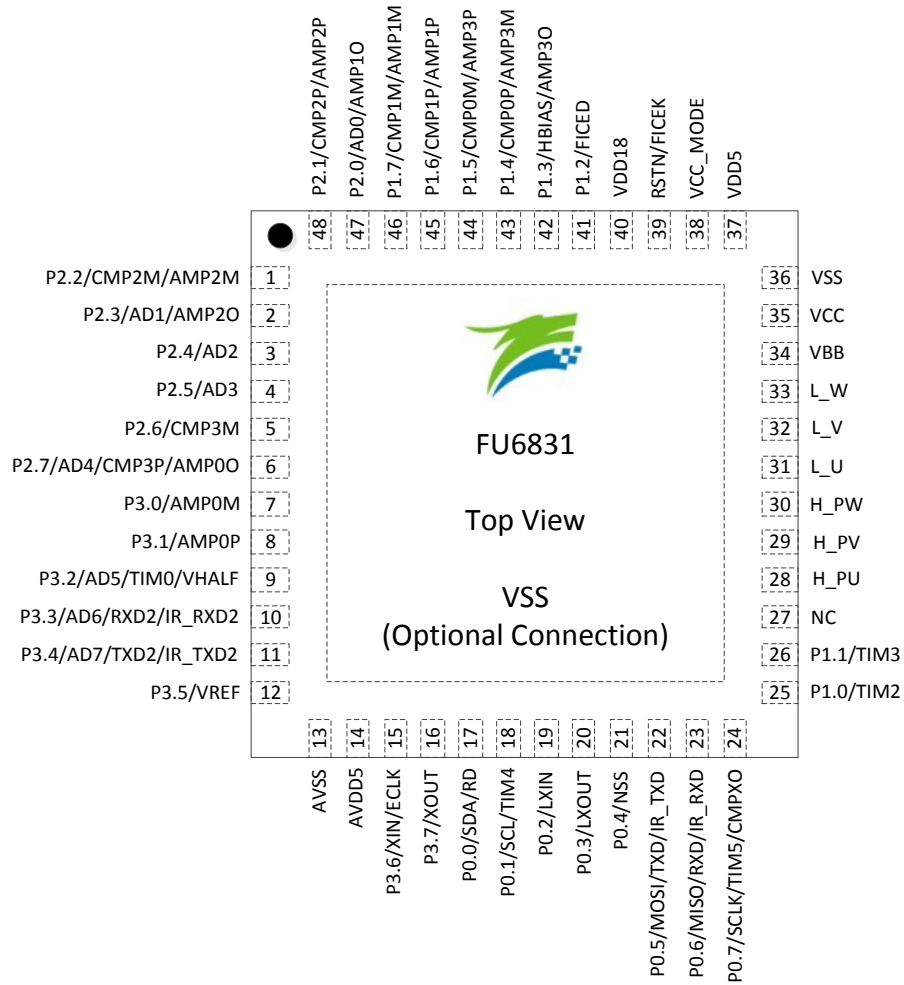 P2.1/CMP2P/AMP2P
P2.0/AD0/AMP1O
P1.7/CMP1M/AMP1M
P1.6/CMP1P/AMP1P
P1.5/CMP0M/AMP3P
P1.4/CMP0P/AMP3M
P1.3/HBIAS/AMP3O
P1.2/FICED
VDD18
RSTN/FICEK
VCC_MODE
VDD5
48
47
46
45
44
43
42
41
40
39
38
37
P2.2/CMP2M/AMP2M 1
P2.3/AD1/AMP2O 2
P2.4/AD2 3
P2.5/AD3 4
P2.6/CMP3M 5
P2.7/AD4/CMP3P/AMP0O 6
P3.0/AMP0M 7
P3.1/AMP0P 8
P3.2/AD5/TIM0/VHALF 9
P3.3/AD6/RXD2/IR_RXD2 10
P3.4/AD7/TXD2/IR_TXD2 11
P3.5/VREF 12
FU6831
Top View
VSS
(Optional Connection)
36 VSS
35 VCC
34 VBB
33 L_W
32 L_V
31 L_U
30 H_PW
29 H_PV
28 H_PU
27 NC
26 P1.1/TIM3
25 P1.0/TIM2
13
14
15
16
17
18
19
20
21
22
23
24
AVSS
AVDD5
P3.6/XIN/ECLK
P3.7/XOUT
P0.0/SDA/RD
P0.1/SCL/TIM4
P0.2/LXIN
P0.3/LXOUT
P0.4/NSS
P0.5/MOSI/TXD/IR_TXD
P0.6/MISO/RXD/IR_RXD
P0.7/SCLK/TIM5/CMPXO